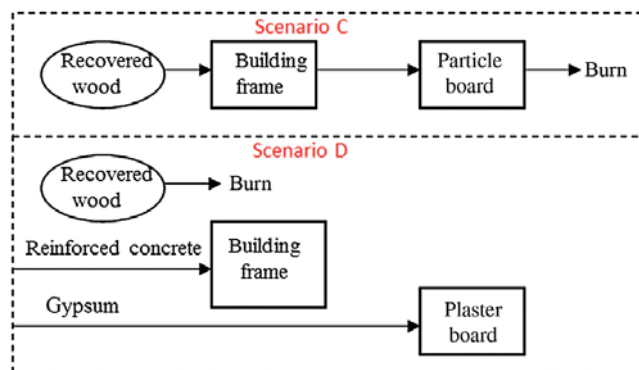 Scenario C
Recovered
wood
Building
frame
Particle
board
Burn
Scenario D
Recovered
wood
Burn
Reinforced concrete
Building
frame
Gypsum
Plaster
board